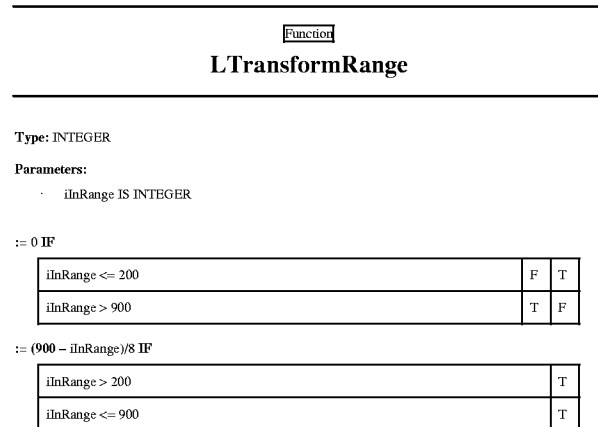 Function
LTransformRange
Type: INTEGER
Parameters:
· iInRange IS INTEGER
:= 0 IF
iInRange <= 200 F T
iInRange > 900 T F
:= (900 – iInRange)/8 IF
iInRange > 200 T
iInRange <= 900 T